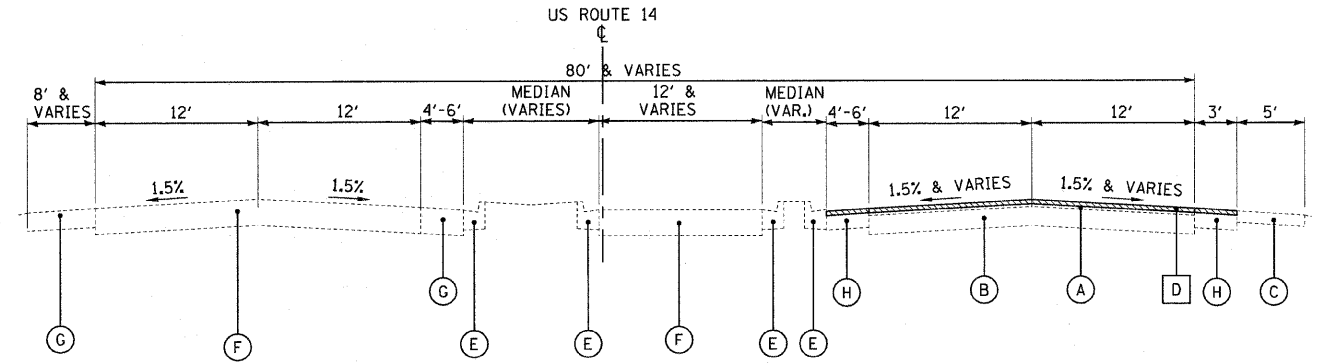 US ROUTE 14
℄
80' & VARIES
8' &
VARIES
12'
12'
4'-6'
MEDIAN
(VARIES)
12' &
VARIES
MEDIAN
(VAR.)
4'-6'
12'
12'
3'
5'
1.5%
1.5%
1.5% & VARIES
1.5% & VARIES
G
F
G
E
E
F
E
E
H
B
A
D
H
C